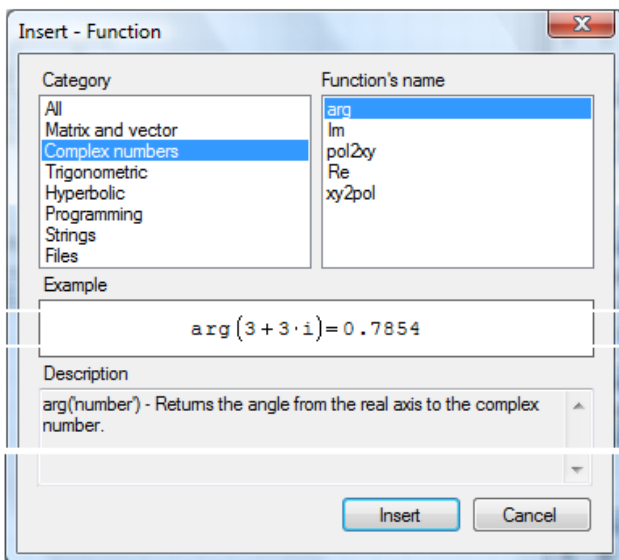 Insert - Function
Category
Function's name
All
Matrix and vector
Complex numbers
Trigonometric
Hyperbolic
Programming
Strings
Files
arg
Im
pol2xy
Re
xy2pol
Example
arg(3+3·i)=0.7854
Description
arg('number') - Returns the angle from the real axis to the complex
number.
Insert
Cancel